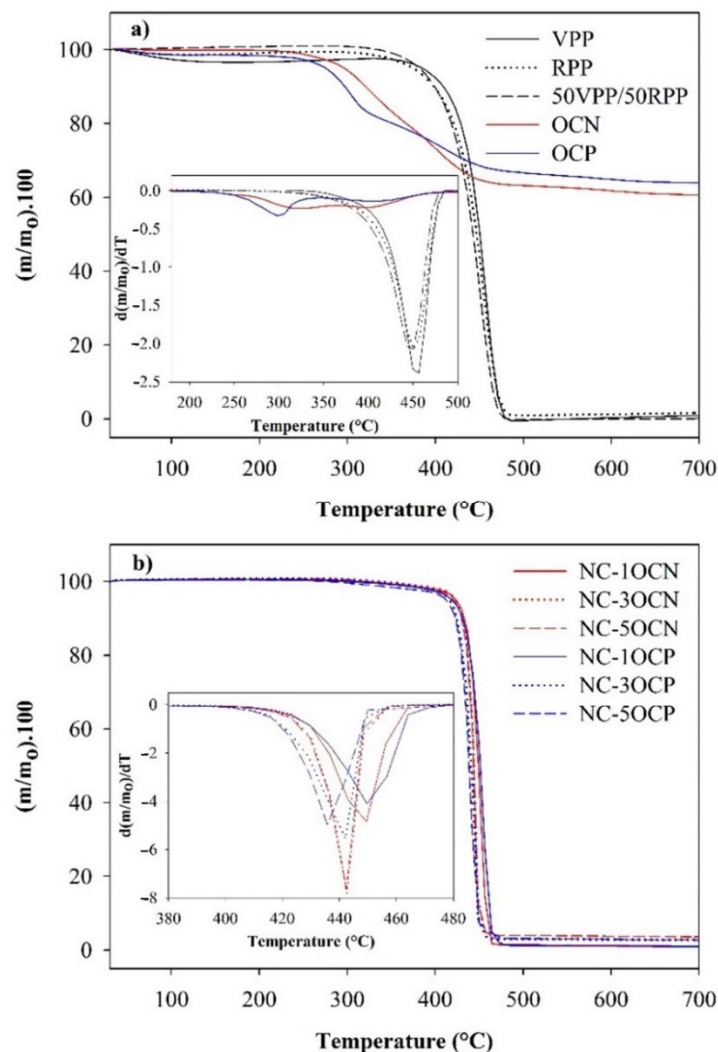 a)
100
80
60
40
20
0
(m/mo).100
VPP
RPP
50VPP/50RPP
OCN
OCP
0.0
−0.5
−1.0
−1.5
−2.0
−2.5
d(m/mo)/dT
200 250 300 350 400 450 500
Temperature (°C)
100 200 300 400 500 600 700
Temperature (°C)
b)
100
80
60
40
20
0
(m/mo).100
NC-1OCN
NC-3OCN
NC-5OCN
NC-1OCP
NC-3OCP
NC-5OCP
0
-2
-4
-6
-8
d(m/mo)/dT
380 400 420 440 460 480
Temperature (°C)
100 200 300 400 500 600 700
Temperature (°C)